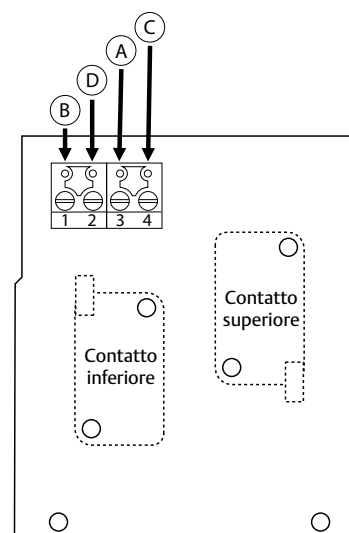 C
A
D
B
1 2 3 4
Contatto
superiore
Contatto
inferiore